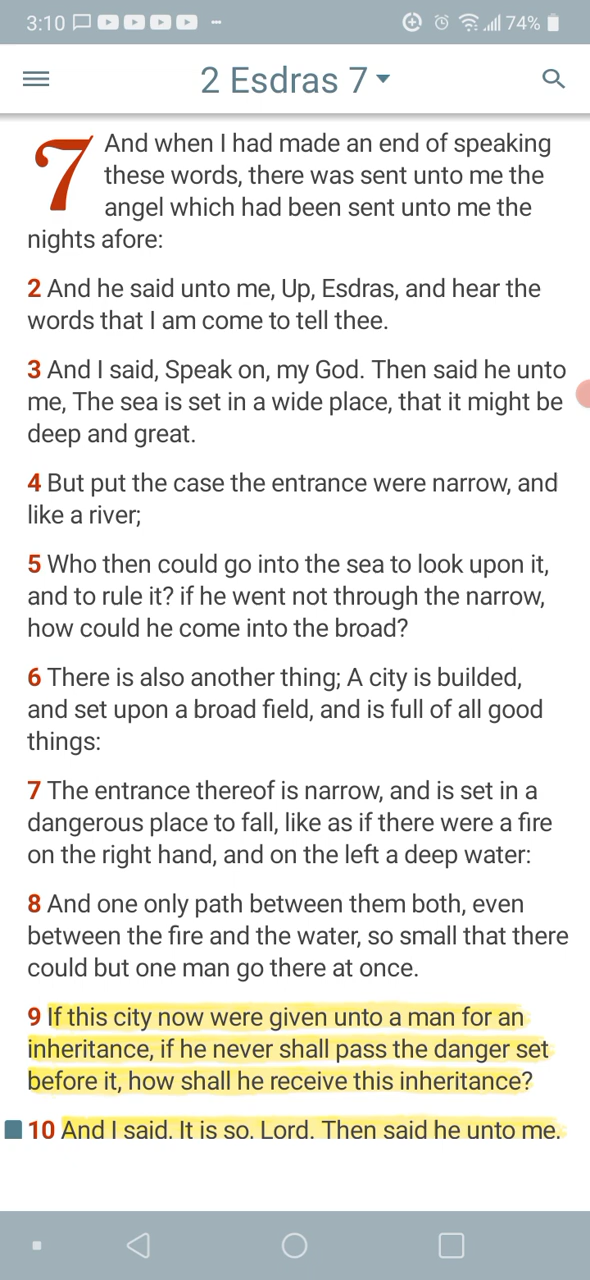 3:10
74%
2 Esdras 7
7 And when I had made an end of speaking
these words, there was sent unto me the
angel which had been sent unto me the
nights afore:
2 And he said unto me, Up, Esdras, and hear the
words that I am come to tell thee.
3 And I said, Speak on, my God. Then said he unto
me, The sea is set in a wide place, that it might be
deep and great.
4 But put the case the entrance were narrow, and
like a river;
5 Who then could go into the sea to look upon it,
and to rule it? if he went not through the narrow,
how could he come into the broad?
6 There is also another thing; A city is builded,
and set upon a broad field, and is full of all good
things:
7 The entrance thereof is narrow, and is set in a
dangerous place to fall, like as if there were a fire
on the right hand, and on the left a deep water:
8 And one only path between them both, even
between the fire and the water, so small that there
could but one man go there at once.
9 If this city now were given unto a man for an
inheritance, if he never shall pass the danger set
before it, how shall he receive this inheritance?
10 And I said, It is so, Lord. Then said he unto me,